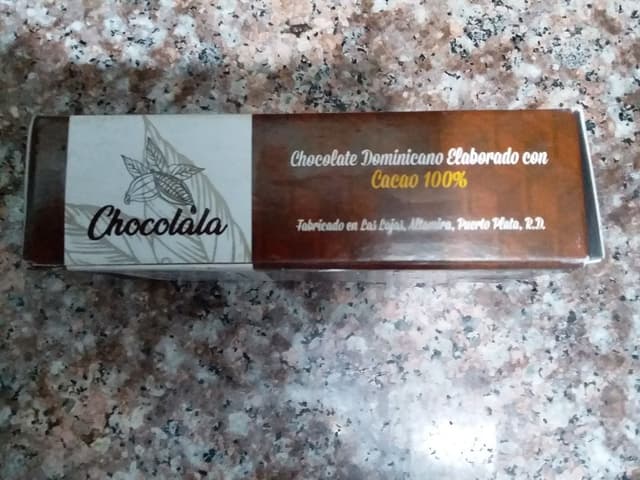 Chocolala
Chocolate Dominicano Elaborado con
Cacao 100%
Fabricado en Las Lajas, Altamira, Puerto Plata, R.D.